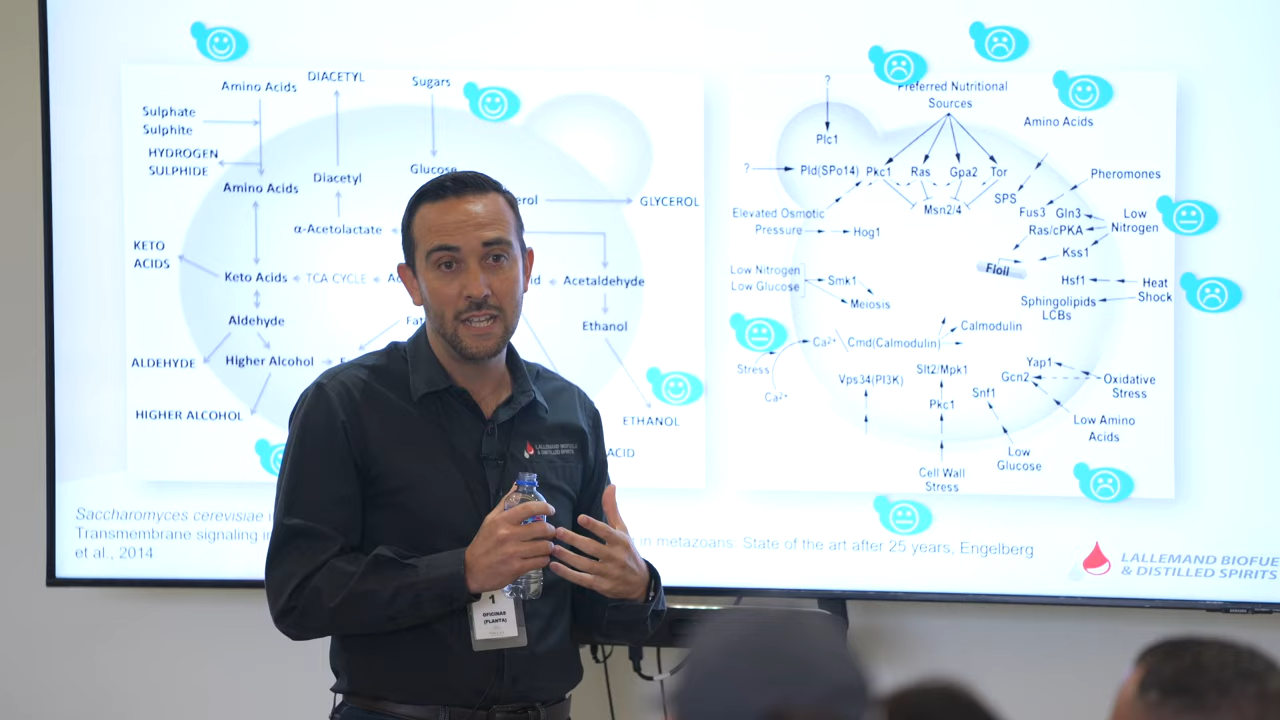 Amino Acids
DIACETYL
Sugars
Sulphate
Sulphite
HYDROGEN
SULPHIDE
Diacetyl
Glucose
Amino Acids
GLYCEROL
α-Acetolactate
KETO
ACIDS
Keto Acids
TCA CYCLE
Acetaldehyde
Aldehyde
Ethanol
ALDEHYDE
Higher Alcohol
HIGHER ALCOHOL
ETHANOL
ACID
Preferred Nutritional
Sources
?
Plc1
Amino Acids
?
Pld(SPo14)
Pkc1
Ras
Gpa2
Tor
Pheromones
SPS
Msn2/4
Fus3
Gln3
Low
Nitrogen
Ras/cPKA
Elevated Osmotic
Pressure
Hog1
Kss1
Floll
Low Nitrogen
Low Glucose
Smk1
Meiosis
Hsf1
Heat
Shock
Sphingolipids
LCBs
Calmodulin
Stress
Ca2+
Cmd(Calmodulin)
Ca2+
Vps34(PI3K)
Slt2/Mpk1
Yap1
Gcn2
Oxidative
Stress
Pkc1
Snf1
Low Amino
Acids
Low
Glucose
Cell Wall
Stress
Saccharomyces cerevisiae
Transmembrane signaling in metazoans: State of the art after 25 years, Engelberg
et al., 2014
LALLEMAND BIOFUE
& DISTILLED SPIRITS
LALLEMAND BIOFUELS
& DISTILLED SPIRITS
1
OFICINAS
(PLANTA)
SAMSUNG